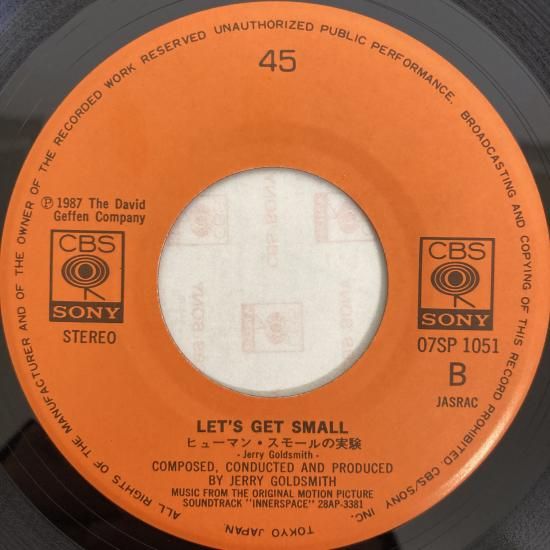 ALL RIGHTS OF THE MANUFACTURER AND OF THE OWNER OF THE RECORDED WORK RESERVED UNAUTHORIZED PUBLIC PERFORMANCE, BROADCASTING AND COPYING OF THIS RECORD PROHIBITED CBS/SONY INC.
TOKYO JAPAN
45
℗ 1987 The David
Geffen Company
CBS
SONY
STEREO
CBS
SONY
07SP 1051
B
JASRAC
CBS/SONY
LET'S GET SMALL
ヒューマン・スモールの実験
- Jerry Goldsmith -
COMPOSED, CONDUCTED AND PRODUCED
BY JERRY GOLDSMITH
MUSIC FROM THE ORIGINAL MOTION PICTURE
SOUNDTRACK "INNERSPACE" 28AP-3381